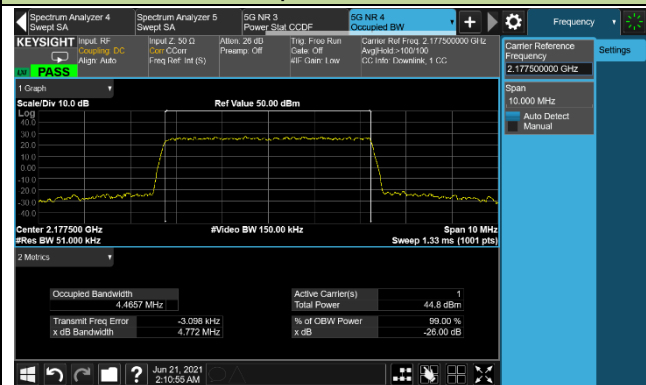 Spectrum Analyzer 4
Swept SA
Spectrum Analyzer 5
Swept SA
5G NR 3
Power Stat CCDF
5G NR 4
Occupied BW
Frequency
KEYSIGHT
Input: RF
Coupling: DC
Align: Auto
Input Z: 50 Ω
Corr CCorr
Freq Ref: Int (S)
Atten: 26 dB
Preamp: Off
Trig: Free Run
Gate: Off
#IF Gain: Low
Carrier Ref Freq: 2.177500000 GHz
Avg|Hold:>100/100
CC Info: Downlink, 1 CC
PASS
Carrier Reference
Frequency
2.177500000 GHz
Settings
Span
10.000 MHz
Auto Detect
Manual
1 Graph
Scale/Div 10.0 dB
Ref Value 50.00 dBm
Log
40.0
30.0
20.0
10.0
0.00
-10.0
-20.0
-30.0
-40.0
Center 2.177500 GHz
#Video BW 150.00 kHz
Span 10 MHz
#Res BW 51.000 kHz
Sweep 1.33 ms (1001 pts)
2 Metrics
Occupied Bandwidth
4.4657 MHz
Active Carrier(s)
1
Total Power
44.8 dBm
Transmit Freq Error
-3.098 kHz
% of OBW Power
99.00 %
x dB Bandwidth
4.772 MHz
x dB
-26.00 dB
Jun 21, 2021
2:10:55 AM